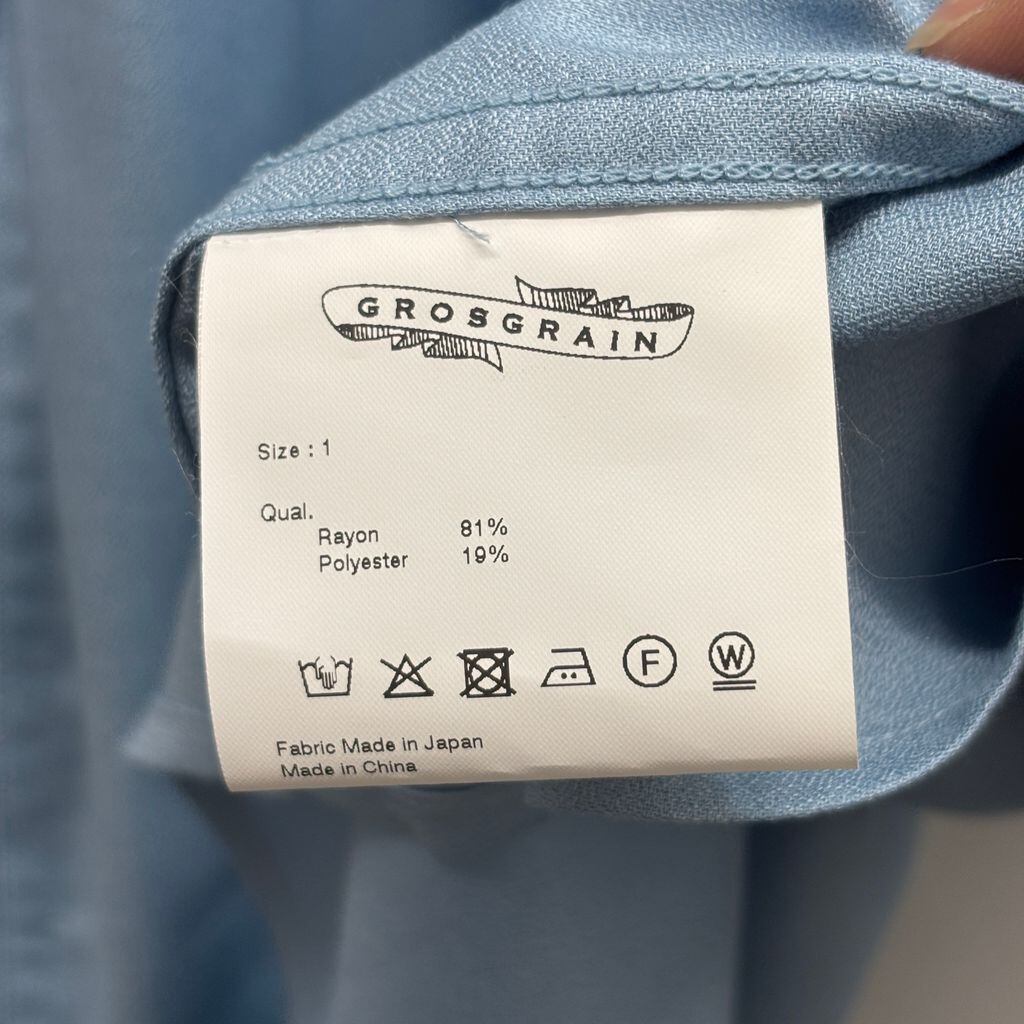 GROSGRAIN
Size : 1
Qual.
Rayon 81%
Polyester 19%
F W
Fabric Made in Japan
Made in China